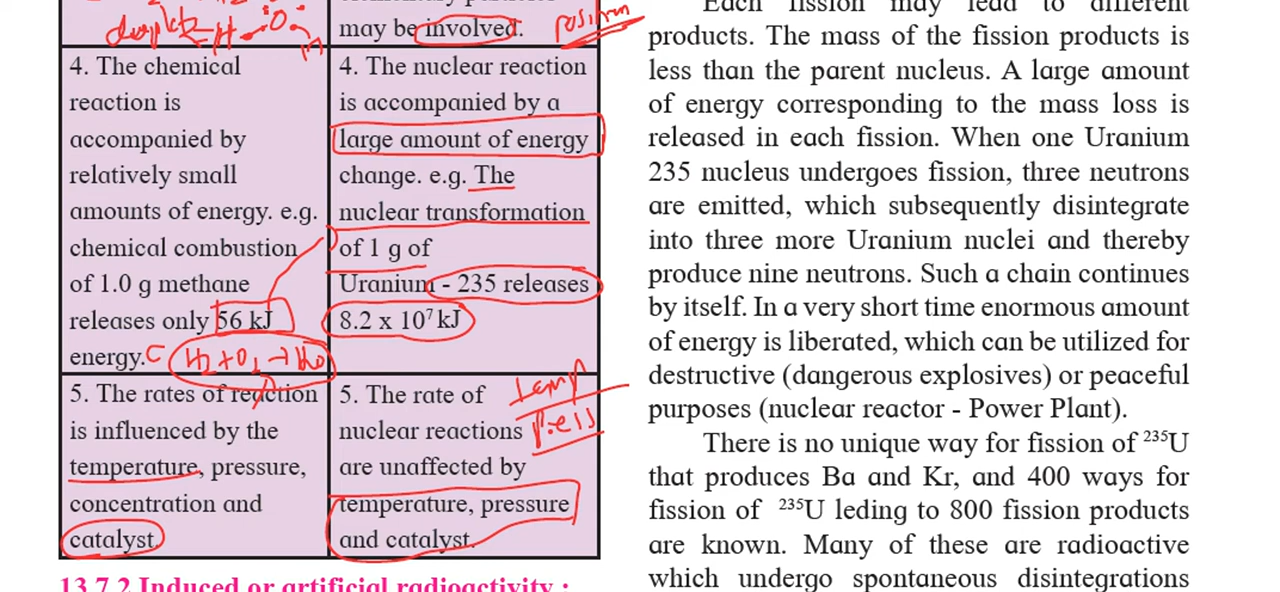 may be involved.
positron
4. The chemical
reaction is
accompanied by
relatively small
amounts of energy. e.g.
chemical combustion
of 1.0 g methane
releases only 56 kJ
energy.
H₂ + O₂ → H₂O
5. The rates of reaction
is influenced by the
temperature, pressure,
concentration and
catalyst
4. The nuclear reaction
is accompanied by a
large amount of energy
change. e.g. The
nuclear transformation
of 1 g of
Uranium - 235 releases
8.2 x 10⁷ kJ
5. The rate of
nuclear reactions
are unaffected by
temperature, pressure
and catalyst.
Temp
Press
13.7.2 Induced or artificial radioactivity :
Each fission may lead to different
products. The mass of the fission products is
less than the parent nucleus. A large amount
of energy corresponding to the mass loss is
released in each fission. When one Uranium
235 nucleus undergoes fission, three neutrons
are emitted, which subsequently disintegrate
into three more Uranium nuclei and thereby
produce nine neutrons. Such a chain continues
by itself. In a very short time enormous amount
of energy is liberated, which can be utilized for
destructive (dangerous explosives) or peaceful
purposes (nuclear reactor - Power Plant).
There is no unique way for fission of ²³⁵U
that produces Ba and Kr, and 400 ways for
fission of ²³⁵U leding to 800 fission products
are known. Many of these are radioactive
which undergo spontaneous disintegrations